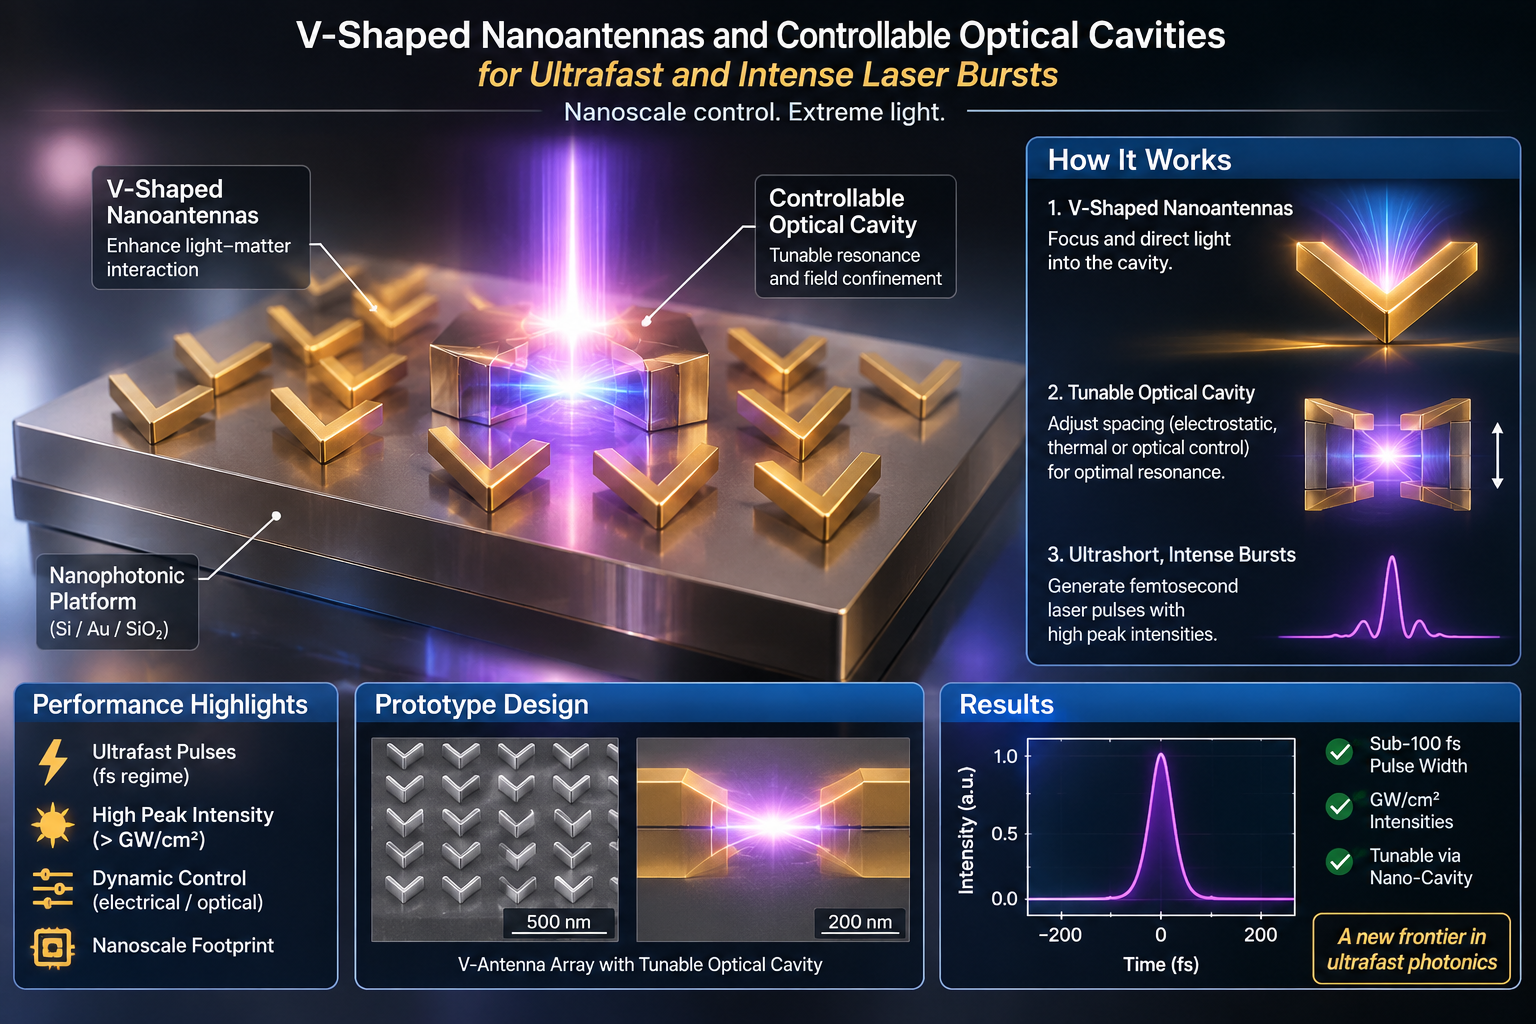 V-Shaped Nanoantennas and Controllable Optical Cavities
for Ultrafast and Intense Laser Bursts
Nanoscale control. Extreme light.
V-Shaped
Nanoantennas
Enhance light–matter
interaction
Controllable
Optical Cavity
Tunable resonance
and field confinement
Nanophotonic
Platform
(Si / Au / SiO₂)
How It Works
1. V-Shaped Nanoantennas
Focus and direct light
into the cavity.
2. Tunable Optical Cavity
Adjust spacing (electrostatic,
thermal or optical control)
for optimal resonance.
3. Ultrashort, Intense Bursts
Generate femtosecond
laser pulses with
high peak intensities.
Performance Highlights
Ultrafast Pulses
(fs regime)
High Peak Intensity
(> GW/cm²)
Dynamic Control
(electrical / optical)
Nanoscale Footprint
Prototype Design
500 nm
200 nm
V-Antenna Array with Tunable Optical Cavity
Results
Intensity (a.u.)
1.0
0.5
0.0
−200
0
200
Time (fs)
Sub-100 fs
Pulse Width
GW/cm²
Intensities
Tunable via
Nano-Cavity
A new frontier in
ultrafast photonics